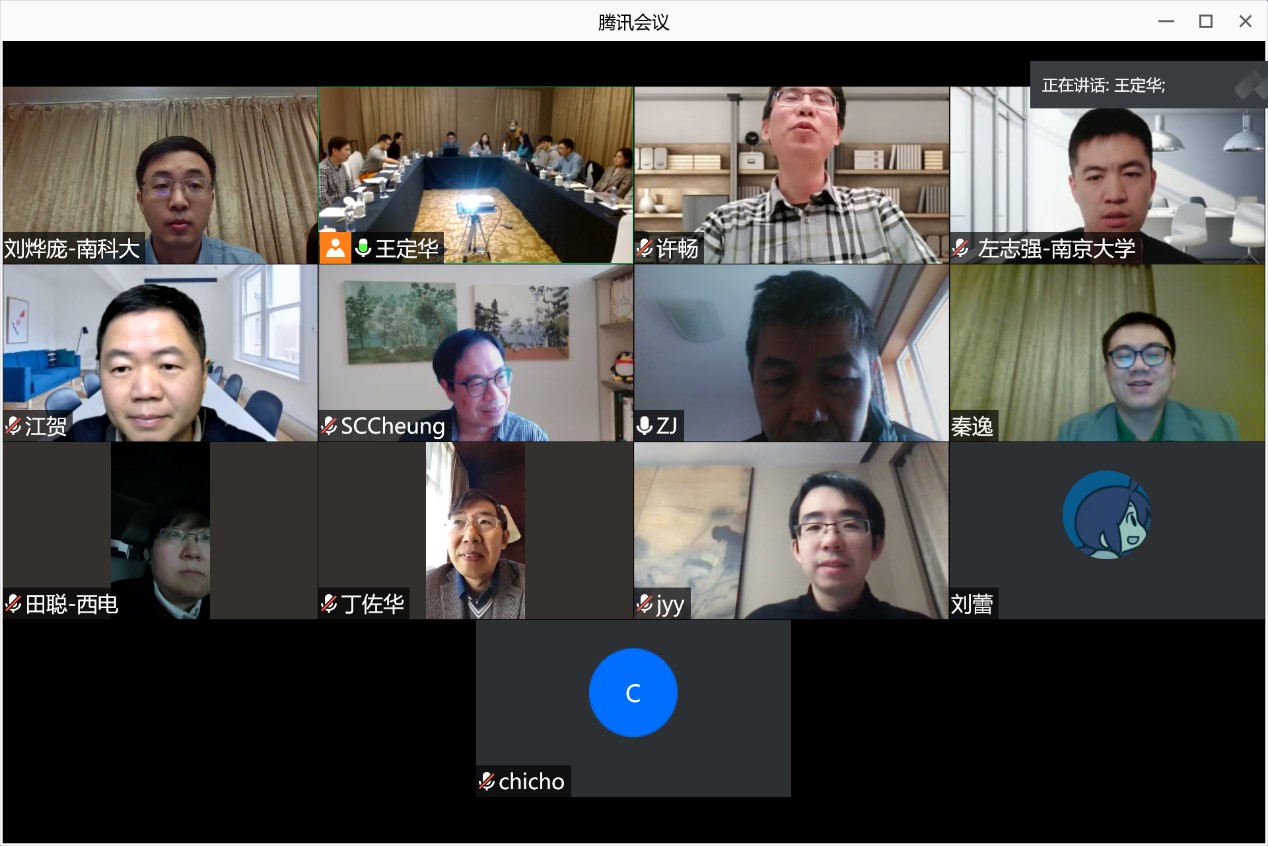 腾讯会议
正在讲话: 王定华;
刘烨庞-南科大
王定华
许畅
左志强-南京大学
江贺
SCCheung
ZJ
秦逸
田聪-西电
丁佐华
jyy
刘蕾
C
chicho